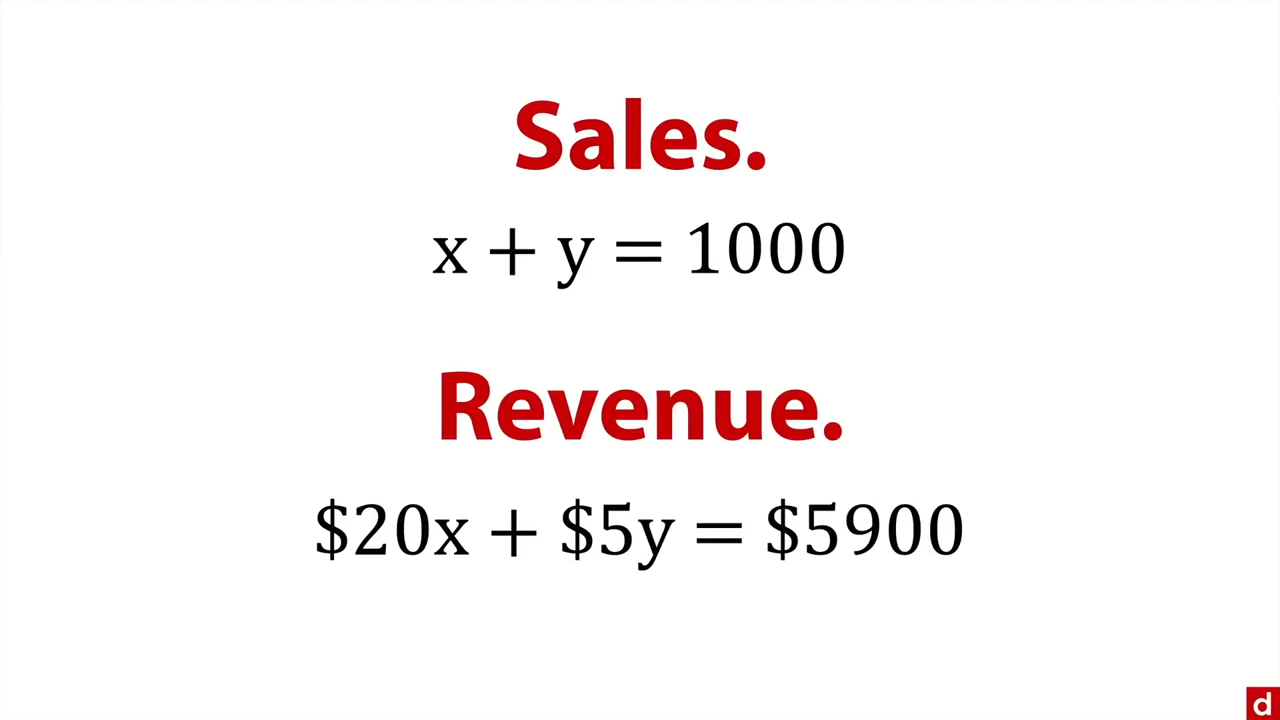 Sales.
x + y = 1000
Revenue.
$20x + $5y = $5900
d